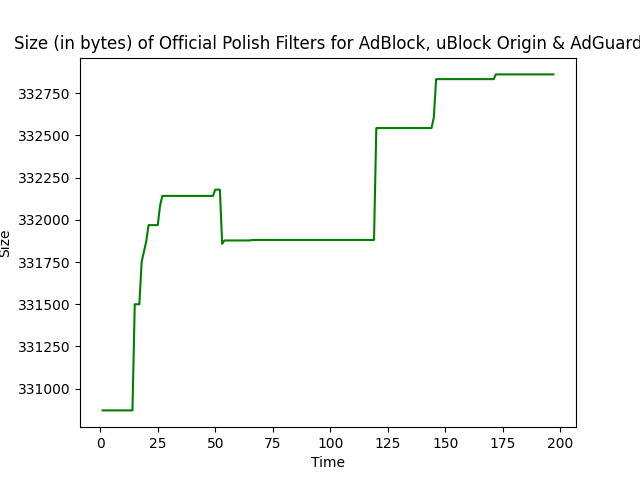 Size (in bytes) of Official Polish Filters for AdBlock, uBlock Origin & AdGuard
332750
332500
332250
332000
331750
331500
331250
331000
Size
0 25 50 75 100 125 150 175 200
Time